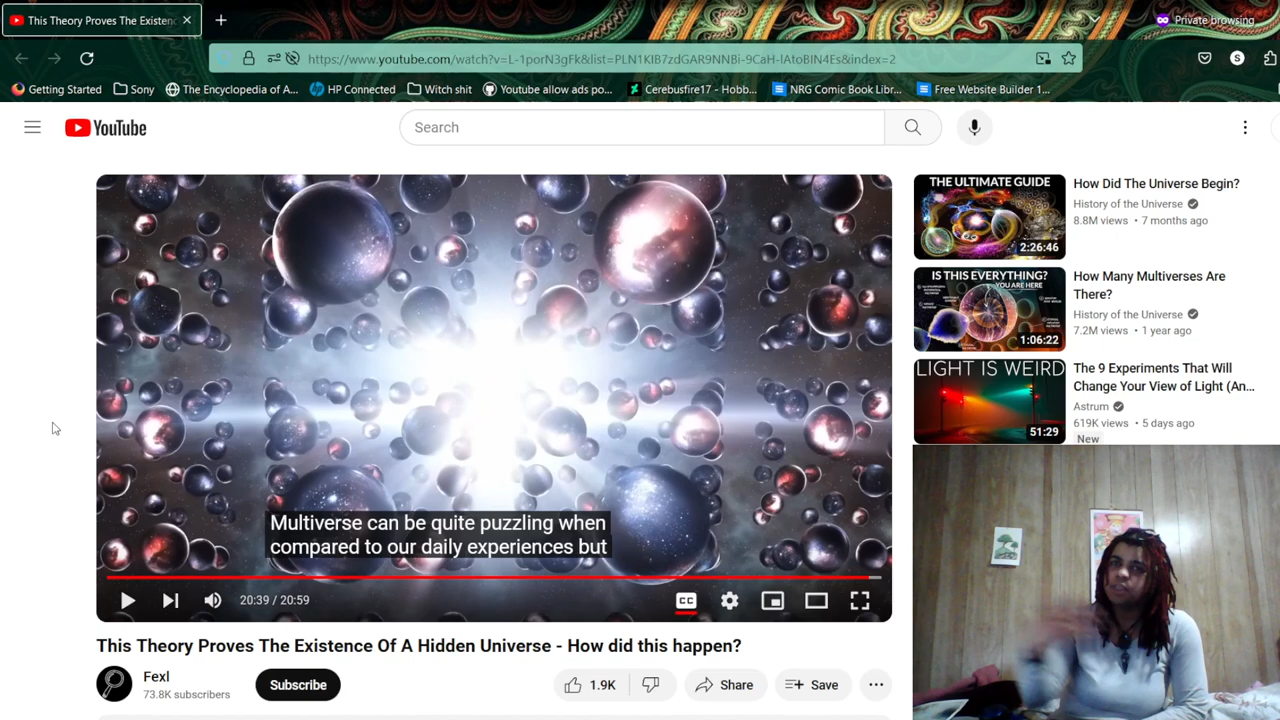 This Theory Proves The Existenc
Private browsing
https://www.youtube.com/watch?v=L-1porN3gFk&list=PLN1KIB7zdGAR9NNBi-9CaH-IAtoBIN4Es&index=2
S
Getting Started
Sony
The Encyclopedia of A...
HP Connected
Witch shit
Youtube allow ads po...
Cerebusfire17 - Hobb...
NRG Comic Book Libr...
Free Website Builder 1...
YouTube
Search
Multiverse can be quite puzzling when
compared to our daily experiences but
20:39 / 20:59
CC
This Theory Proves The Existence Of A Hidden Universe - How did this happen?
Fexl
73.8K subscribers
Subscribe
1.9K
Share
Save
THE ULTIMATE GUIDE
2:26:46
How Did The Universe Begin?
History of the Universe
8.8M views • 7 months ago
IS THIS EVERYTHING?
YOU ARE HERE
1:06:22
How Many Multiverses Are
There?
History of the Universe
7.2M views • 1 year ago
LIGHT IS WEIRD
51:29
The 9 Experiments That Will
Change Your View of Light (An...
Astrum
619K views • 5 days ago
New